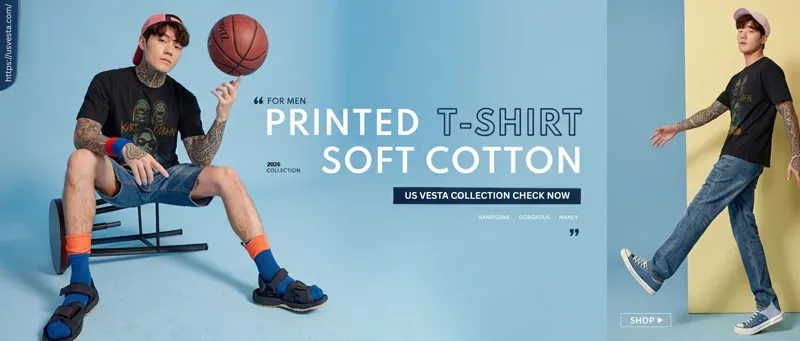 https://usvesta.com/
“ FOR MEN
PRINTED T-SHIRT
SOFT COTTON
2026
COLLECTION
US VESTA COLLECTION CHECK NOW
HANDSOME GORGEOUS MANLY
”
SHOP ▶